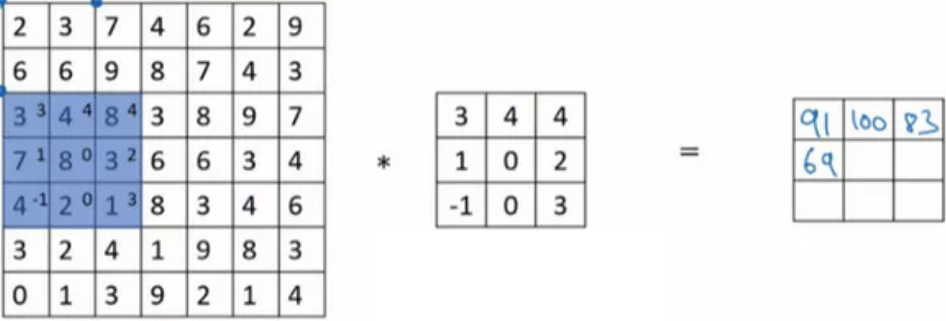 2 3 7 4 6 2 9
6 6 9 8 7 4 3
3 3 4 4 8 4 3 8 9 7
7 1 8 0 3 2 6 6 3 4
4 -1 2 0 1 3 8 3 4 6
3 2 4 1 9 8 3
0 1 3 9 2 1 4
*
3 4 4
1 0 2
-1 0 3
=
91 100 83
69